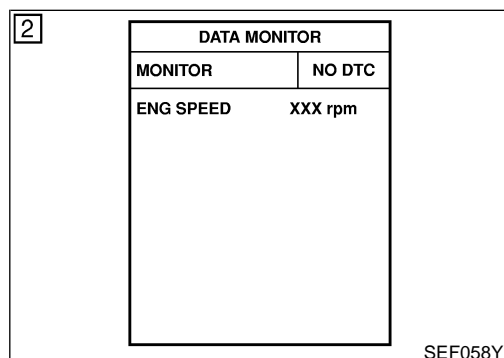 2
DATA MONITOR
MONITOR NO DTC
ENG SPEED XXX rpm
SEF058Y